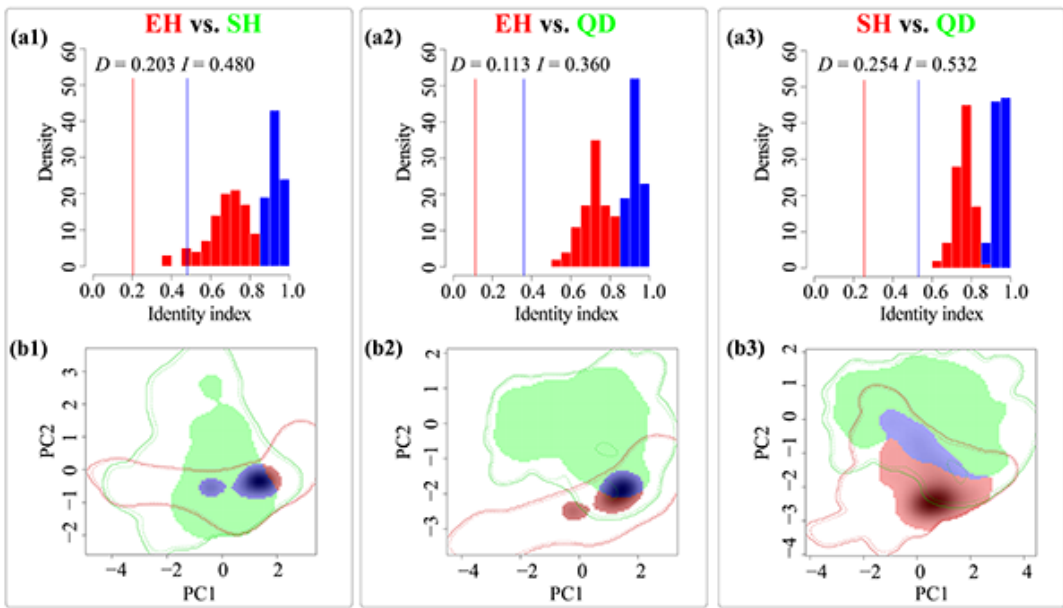 EH vs. SH
(a1)
D = 0.203 I = 0.480
Density
0 10 20 30 40 50 60
0.0 0.2 0.4 0.6 0.8 1.0
Identity index
(b1)
PC2
3
2
1
0
−1
−2
−4 −2 0 2
PC1
EH vs. QD
(a2)
D = 0.113 I = 0.360
Density
0 10 20 30 40 50 60
0.0 0.2 0.4 0.6 0.8 1.0
Identity index
(b2)
PC2
2
1
0
−1
−2
−3
−4 −2 0 2
PC1
SH vs. QD
(a3)
D = 0.254 I = 0.532
Density
0 10 20 30 40 50 60
0.0 0.2 0.4 0.6 0.8 1.0
Identity index
(b3)
PC2
2
1
0
−1
−2
−3
−4
−4 −2 0 2 4
PC1